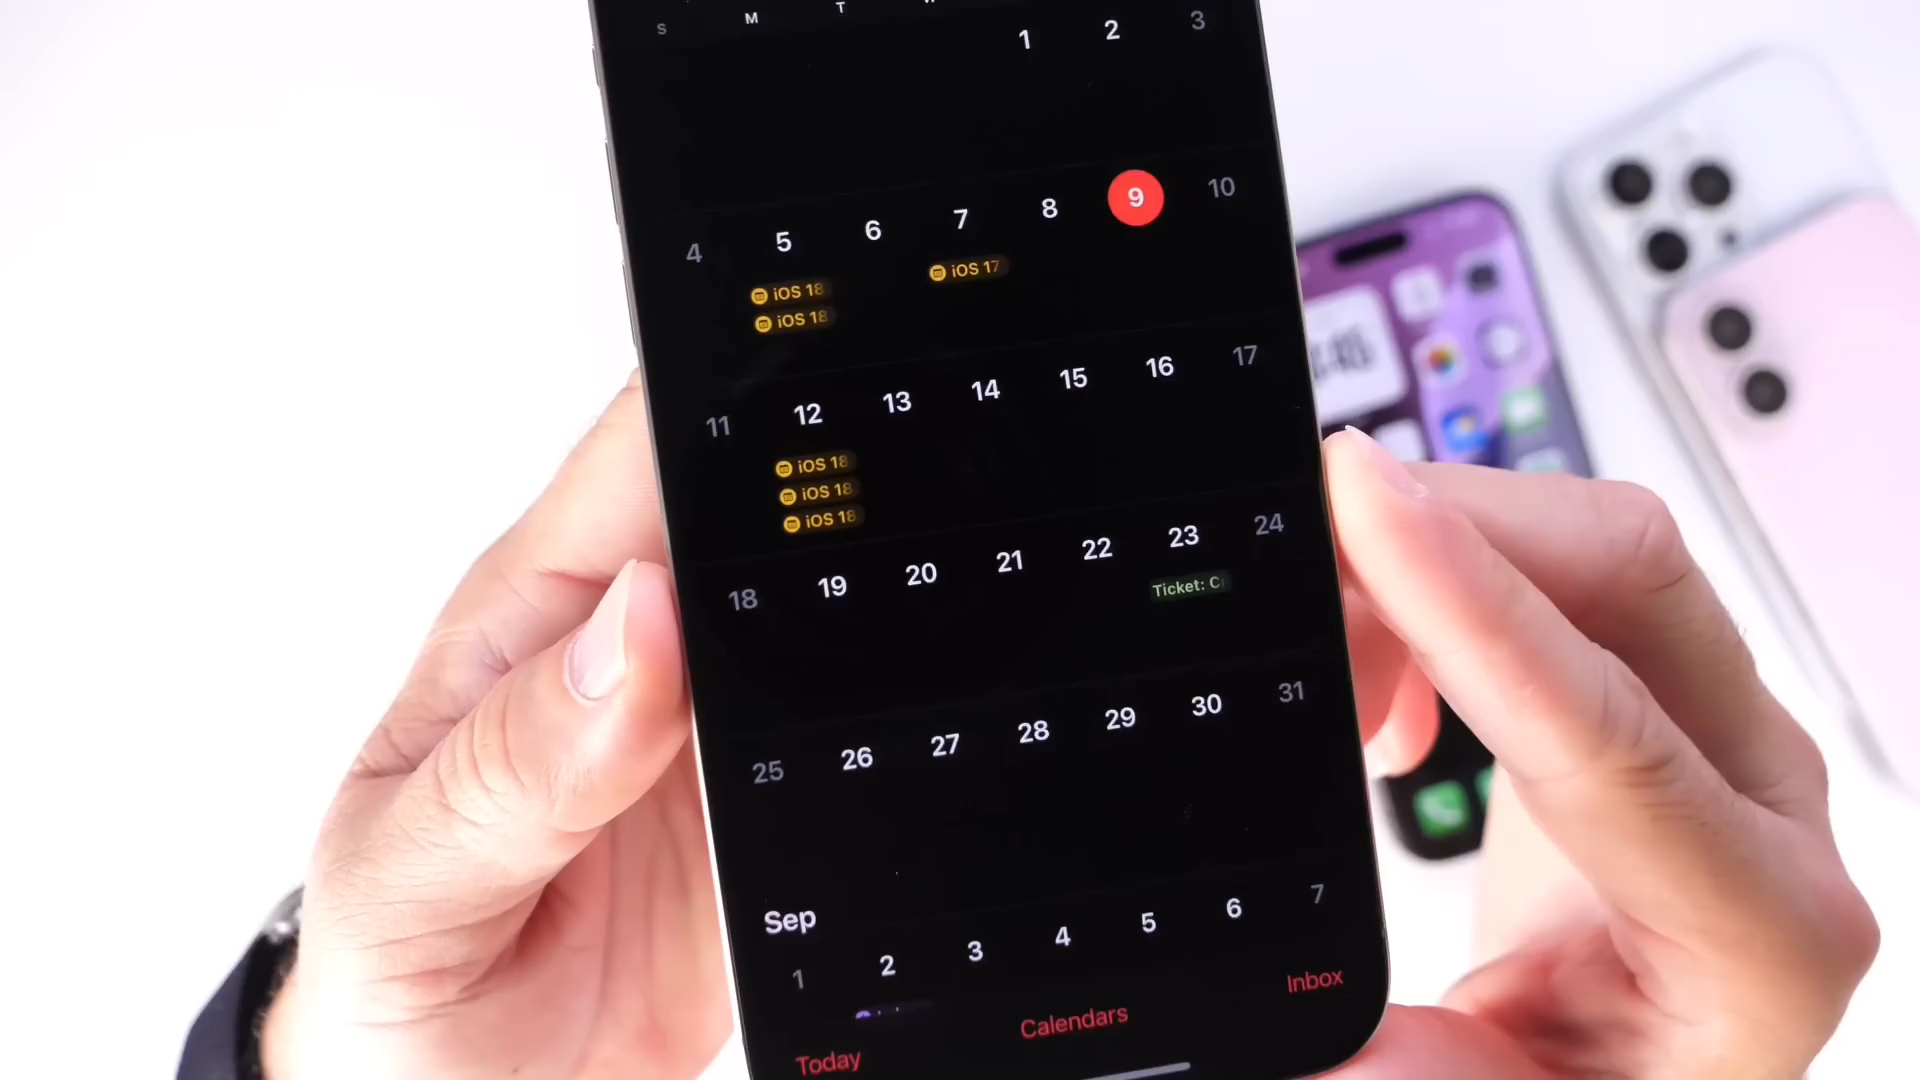 S M T
1 2 3
4 5 6 7 8 9 10
iOS 18 iOS 17
iOS 18
11 12 13 14 15 16 17
iOS 18
iOS 18
iOS 18
18 19 20 21 22 23 24
Ticket: C
25 26 27 28 29 30 31
Sep
1 2 3 4 5 6 7
Today Calendars Inbox